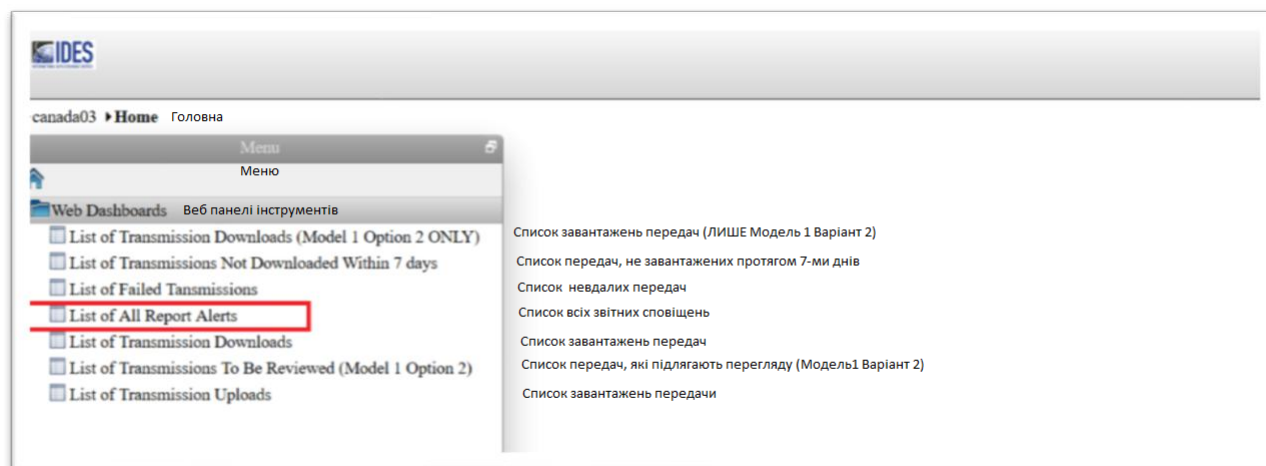 IDES
canada03 ▸ Home Головна
Menu
Меню
Web Dashboards Веб панелі інструментів
List of Transmission Downloads (Model 1 Option 2 ONLY) Список завантажень передач (ЛИШЕ Модель 1 Варіант 2)
List of Transmissions Not Downloaded Within 7 days Список передач, не завантажених протягом 7-ми днів
List of Failed Tansmissions Список невдалих передач
List of All Report Alerts Список всіх звітних сповіщень
List of Transmission Downloads Список завантажень передач
List of Transmissions To Be Reviewed (Model 1 Option 2) Список передач, які підлягають перегляду (Модель1 Варіант 2)
List of Transmission Uploads Список завантажень передачи